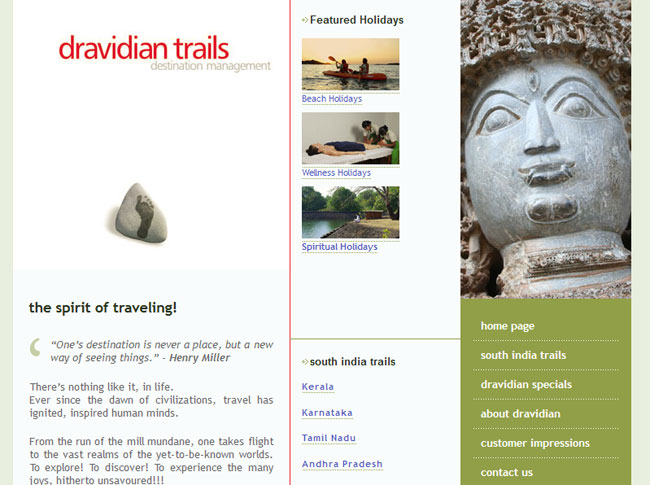 dravidian trails
destination management
the spirit of traveling!
“One’s destination is never a place, but a new
way of seeing things.” - Henry Miller
There’s nothing like it, in life.
Ever since the dawn of civilizations, travel has
ignited, inspired human minds.
From the run of the mill mundane, one takes flight
to the vast realms of the yet-to-be-known worlds.
To explore! To discover! To experience the many
joys, hitherto unsavoured!!!
Featured Holidays
Beach Holidays
Wellness Holidays
Spiritual Holidays
south india trails
Kerala
Karnataka
Tamil Nadu
Andhra Pradesh
home page
south india trails
dravidian specials
about dravidian
customer impressions
contact us